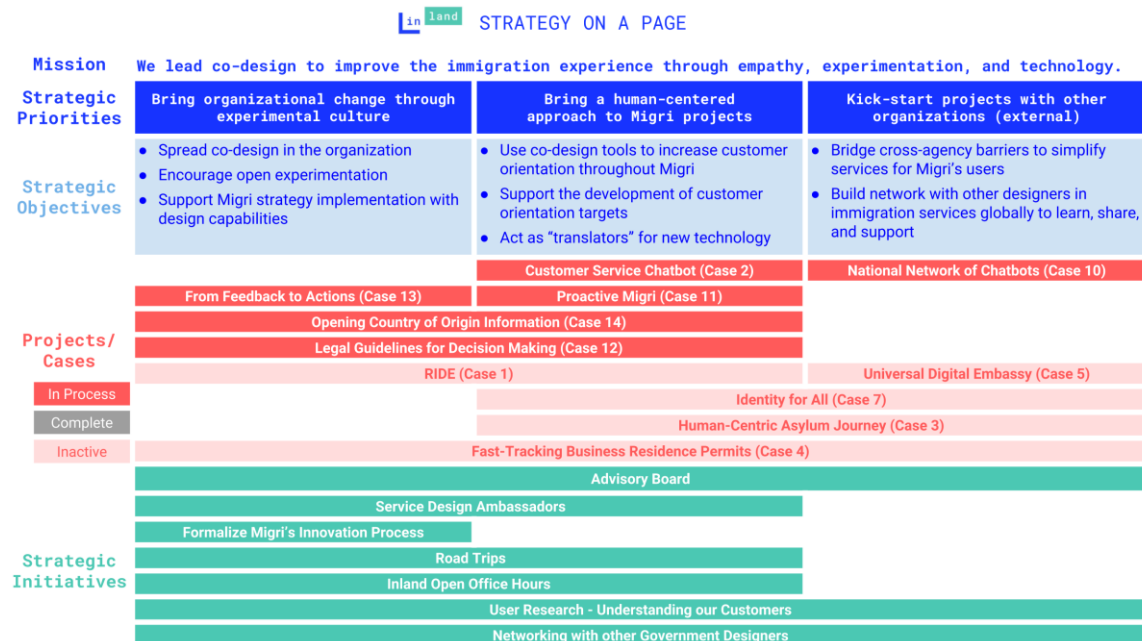 in land STRATEGY ON A PAGE
Mission
We lead co-design to improve the immigration experience through empathy, experimentation, and technology.
Strategic
Priorities
Bring organizational change through
experimental culture
Bring a human-centered
approach to Migri projects
Kick-start projects with other
organizations (external)
Strategic
Objectives
● Spread co-design in the organization
● Encourage open experimentation
● Support Migri strategy implementation with
design capabilities
● Use co-design tools to increase customer
orientation throughout Migri
● Support the development of customer
orientation targets
● Act as “translators” for new technology
● Bridge cross-agency barriers to simplify
services for Migri's users
● Build network with other designers in
immigration services globally to learn, share,
and support
Projects/
Cases
In Process
Complete
Inactive
Customer Service Chatbot (Case 2)
National Network of Chatbots (Case 10)
From Feedback to Actions (Case 13)
Proactive Migri (Case 11)
Opening Country of Origin Information (Case 14)
Legal Guidelines for Decision Making (Case 12)
RIDE (Case 1)
Universal Digital Embassy (Case 5)
Identity for All (Case 7)
Human-Centric Asylum Journey (Case 3)
Fast-Tracking Business Residence Permits (Case 4)
Strategic
Initiatives
Advisory Board
Service Design Ambassadors
Formalize Migri's Innovation Process
Road Trips
Inland Open Office Hours
User Research - Understanding our Customers
Networking with other Government Designers